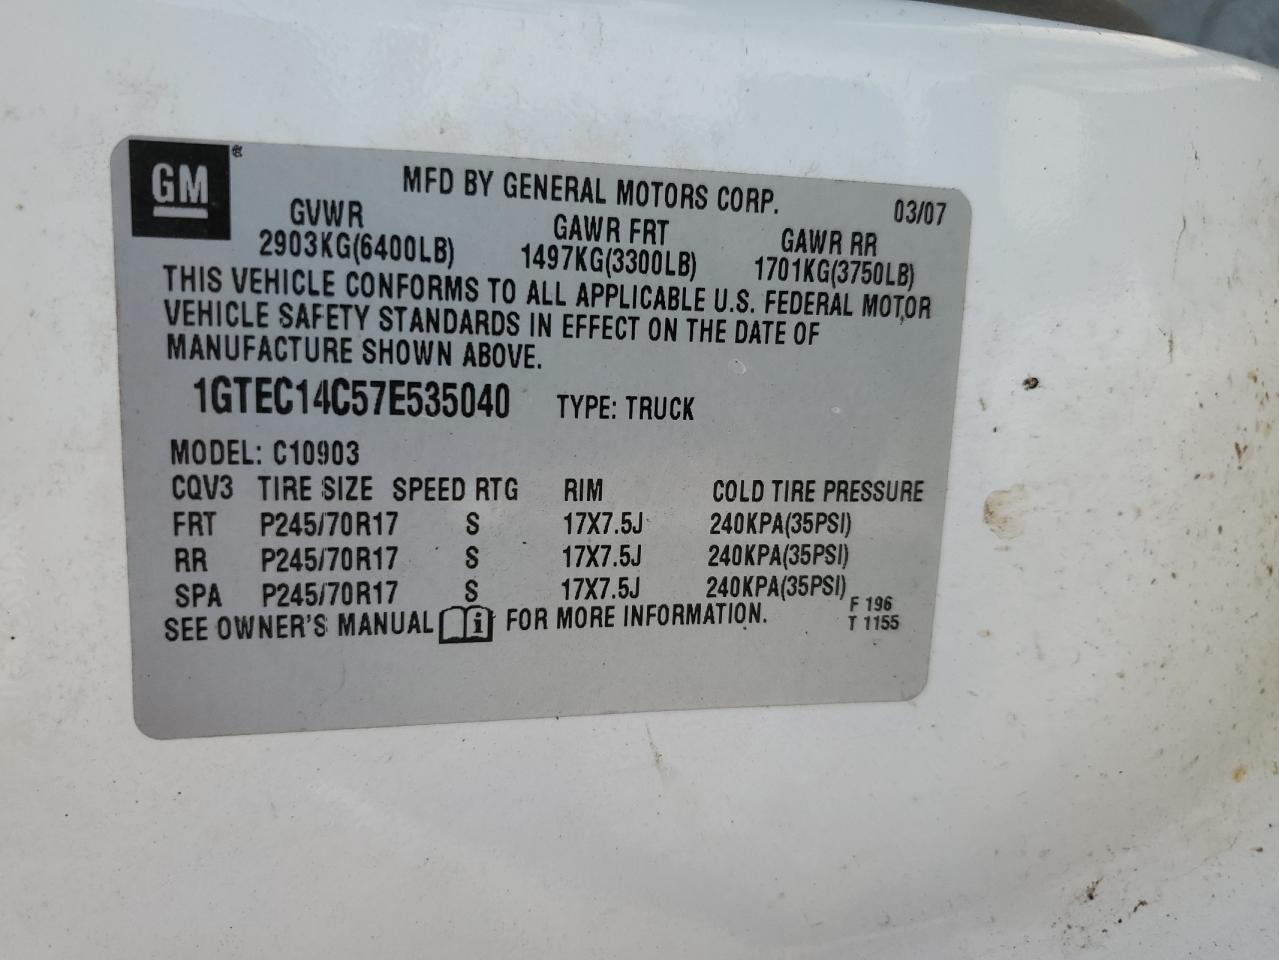 GM®
MFD BY GENERAL MOTORS CORP.
03/07
GVWR GAWR FRT GAWR RR
2903KG(6400LB) 1497KG(3300LB) 1701KG(3750LB)
THIS VEHICLE CONFORMS TO ALL APPLICABLE U.S. FEDERAL MOTOR
VEHICLE SAFETY STANDARDS IN EFFECT ON THE DATE OF
MANUFACTURE SHOWN ABOVE.
1GTEC14C57E535040 TYPE: TRUCK
MODEL: C10903
CQV3 TIRE SIZE SPEED RTG RIM COLD TIRE PRESSURE
FRT P245/70R17 S 17X7.5J 240KPA(35PSI)
RR P245/70R17 S 17X7.5J 240KPA(35PSI)
SPA P245/70R17 S 17X7.5J 240KPA(35PSI)
SEE OWNER'S MANUAL i FOR MORE INFORMATION.
F 196
T 1155